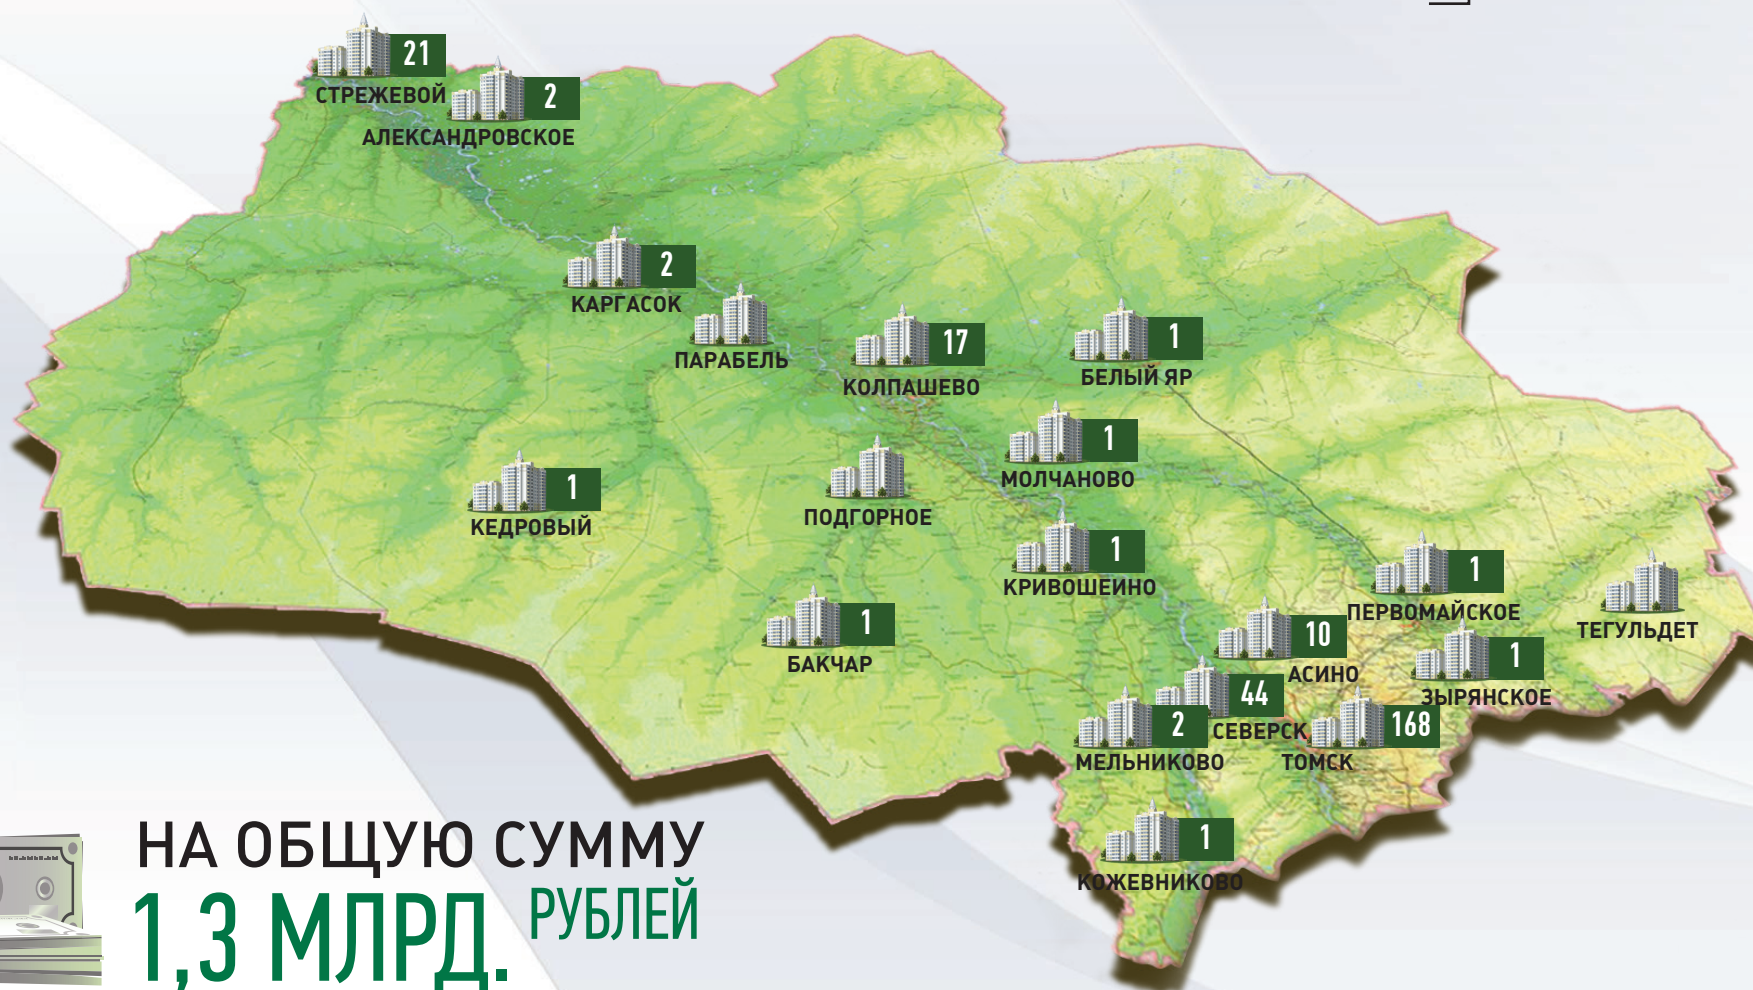 21
СТРЕЖЕВОЙ
2
АЛЕКСАНДРОВСКОЕ
2
КАРГАСОК
ПАРАБЕЛЬ
17
КОЛПАШЕВО
1
БЕЛЫЙ ЯР
1
МОЛЧАНОВО
1
КЕДРОВЫЙ
ПОДГОРНОЕ
1
КРИВОШЕИНО
1
ПЕРВОМАЙСКОЕ
ТЕГУЛЬДЕТ
1
БАКЧАР
10
АСИНО
1
ЗЫРЯНСКОЕ
44
СЕВЕРСК
2
МЕЛЬНИКОВО
168
ТОМСК
1
КОЖЕВНИКОВО
НА ОБЩУЮ СУММУ
1,3 МЛРД. РУБЛЕЙ